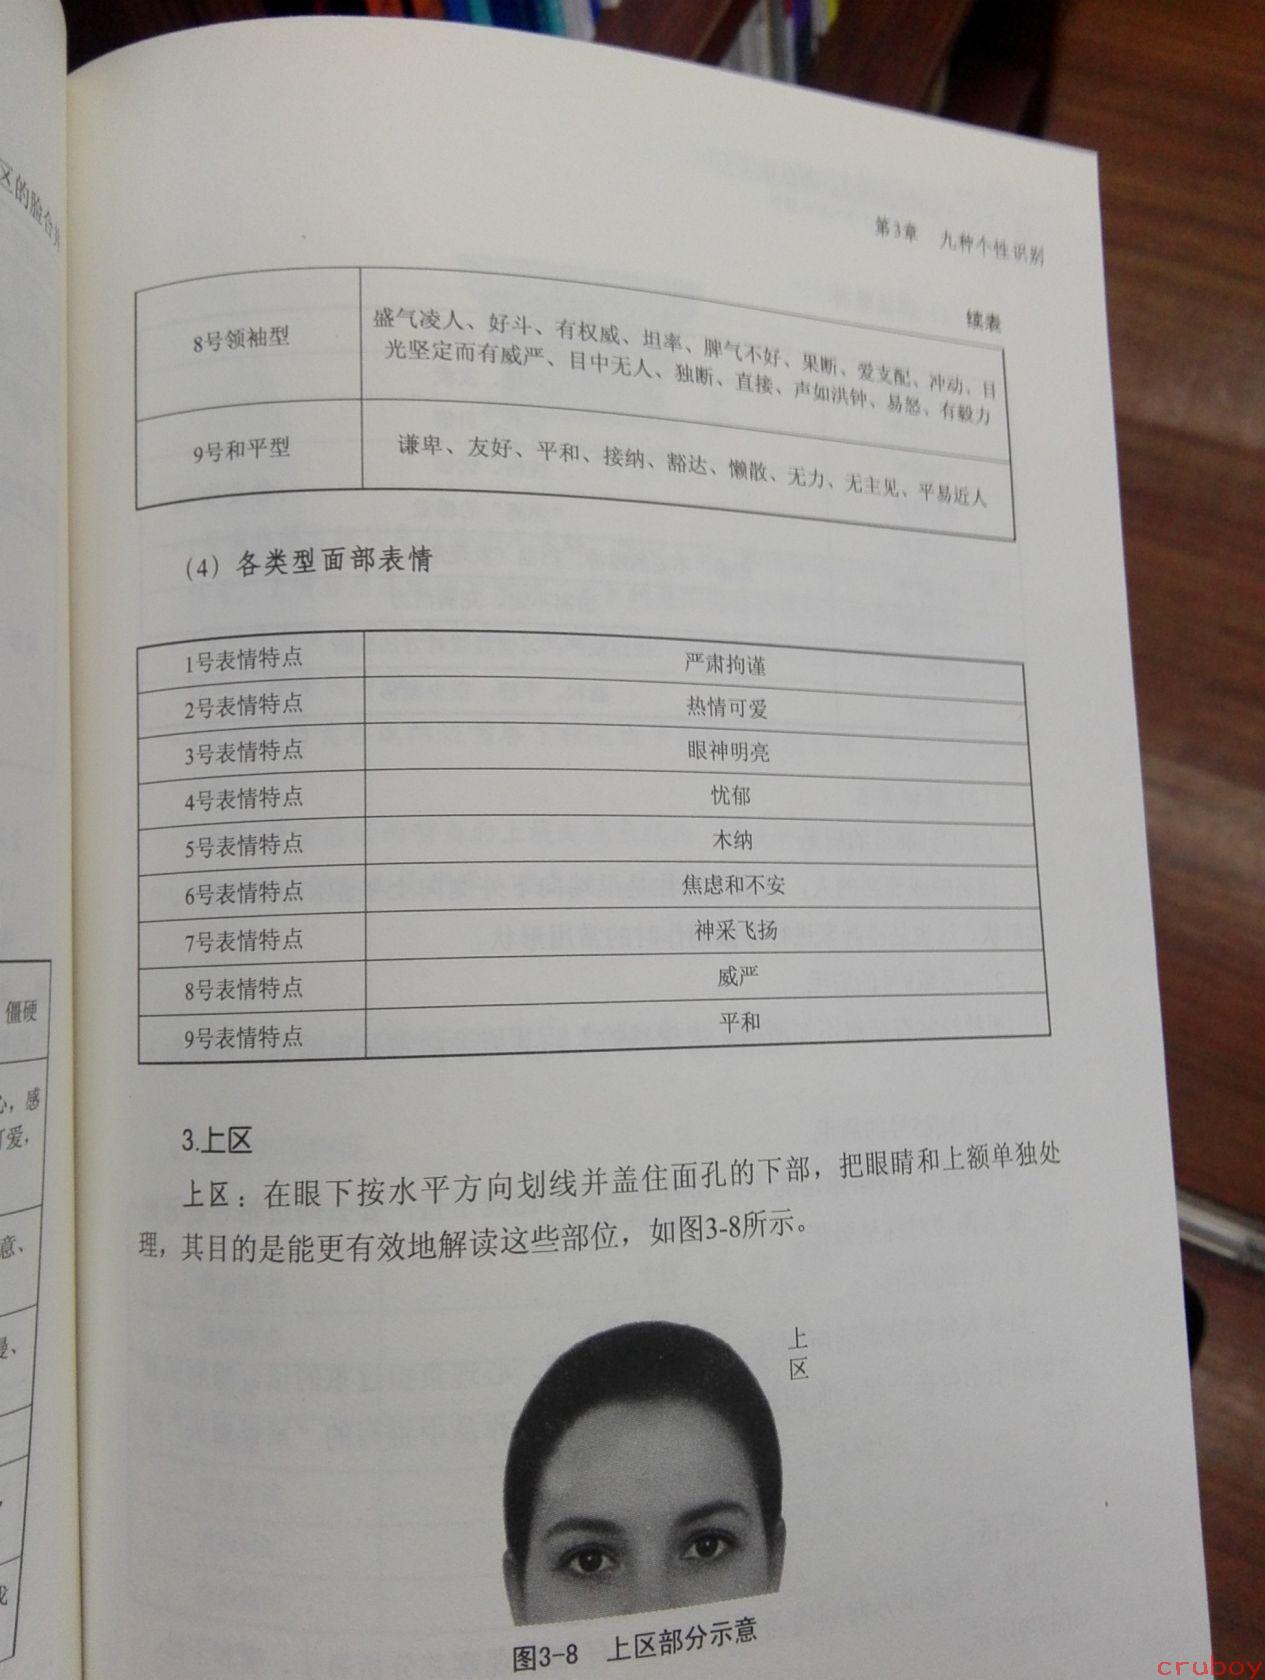 区的脸合
僵硬
心，感
可爱，
意、
第3章 九种个性识别
续表
8号领袖型
盛气凌人、好斗、有权威、坦率、脾气不好、果断、爱支配、冲动、目
光坚定而有威严、目中无人、独断、直接、声如洪钟、易怒、有毅力
9号和平型
谦卑、友好、平和、接纳、豁达、懒散、无力、无主见、平易近人
（4）各类型面部表情
1号表情特点 严肃拘谨
2号表情特点 热情可爱
3号表情特点 眼神明亮
4号表情特点 忧郁
5号表情特点 木纳
6号表情特点 焦虑和不安
7号表情特点 神采飞扬
8号表情特点 威严
9号表情特点 平和
3.上区
上区：在眼下按水平方向划线并盖住面孔的下部，把眼睛和上额单独处
理，其目的是能更有效地解读这些部位，如图3-8所示。
上
区
图3-8 上区部分示意
cruboy